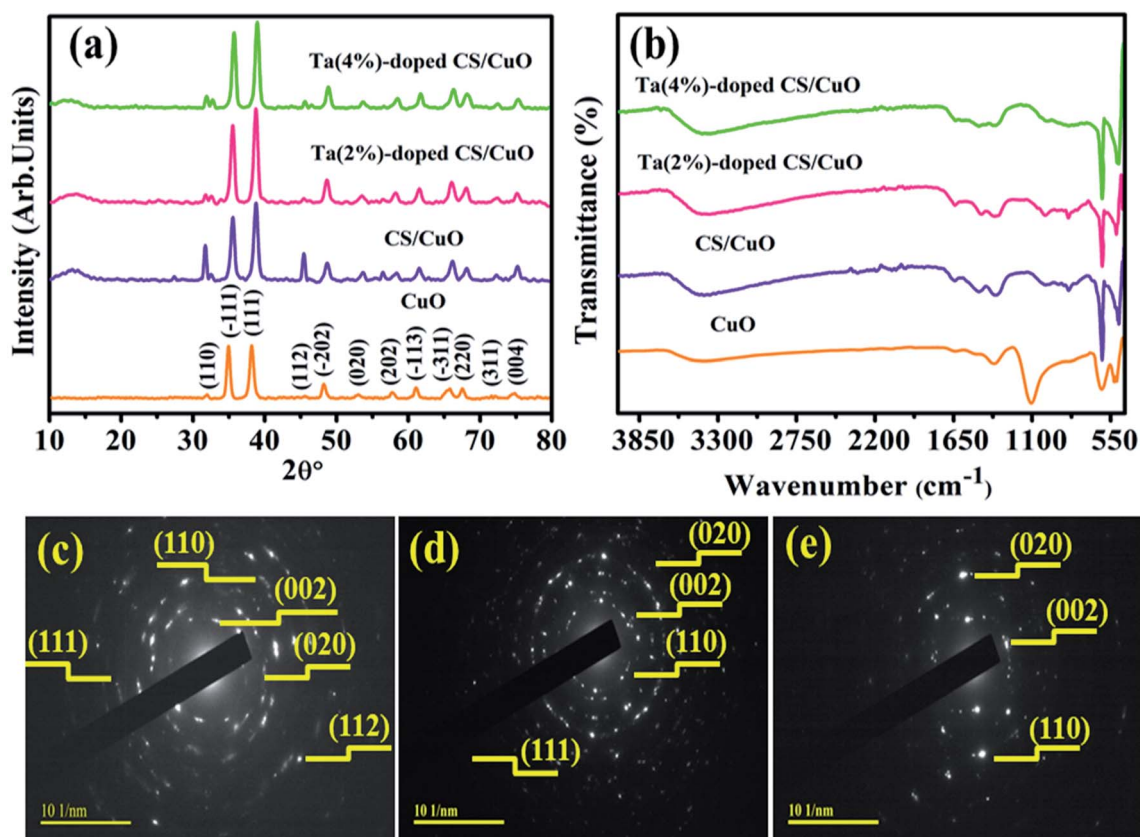 (a)
Ta(4%)-doped CS/CuO
Ta(2%)-doped CS/CuO
CS/CuO
CuO
(110)
(-111)
(111)
(112)
(-202)
(020)
(202)
(-113)
(-311)
(220)
(311)
(004)
Intensity (Arb.Units)
10 20 30 40 50 60 70 80
2θ°
(b)
Ta(4%)-doped CS/CuO
Ta(2%)-doped CS/CuO
CS/CuO
CuO
Transmittance (%)
3850 3300 2750 2200 1650 1100 550
Wavenumber (cm⁻¹)
(c)
(110)
(002)
(111)
(020)
(112)
10 1/nm
(d)
(020)
(002)
(110)
(111)
10 1/nm
(e)
(020)
(002)
(110)
10 1/nm